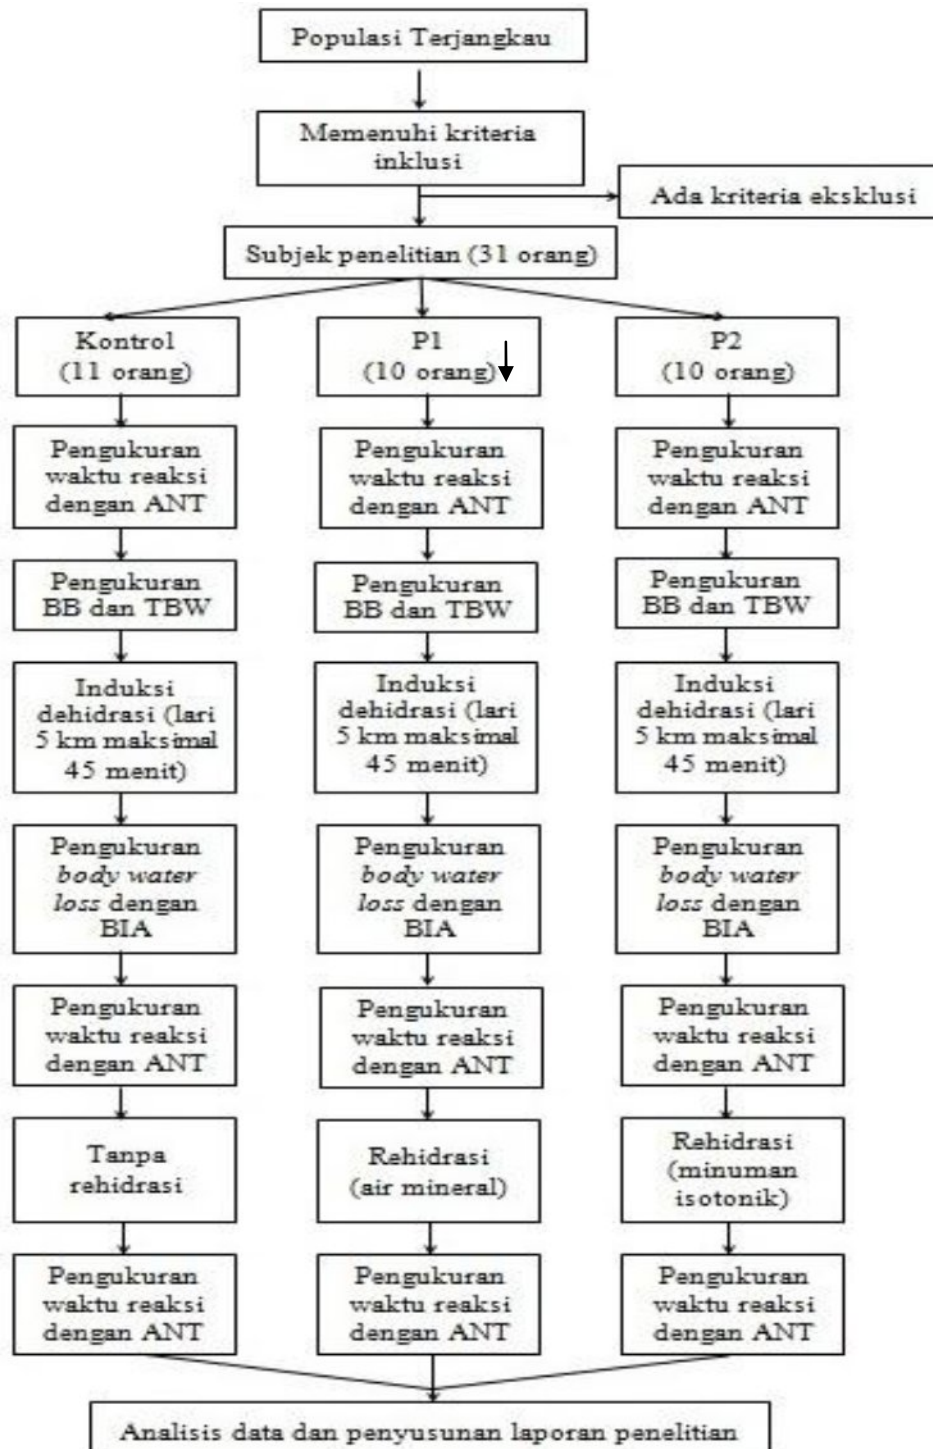 Populasi Terjangkau
Memenuhi kriteria
inklusi
Ada kriteria eksklusi
Subjek penelitian (31 orang)
Kontrol
(11 orang)
P1
(10 orang)
P2
(10 orang)
Pengukuran
waktu reaksi
dengan ANT
Pengukuran
waktu reaksi
dengan ANT
Pengukuran
waktu reaksi
dengan ANT
Pengukuran
BB dan TBW
Pengukuran
BB dan TBW
Pengukuran
BB dan TBW
Induksi
dehidrasi (lari
5 km maksimal
45 menit)
Induksi
dehidrasi (lari
5 km maksimal
45 menit)
Induksi
dehidrasi (lari
5 km maksimal
45 menit)
Pengukuran
body water
loss dengan
BIA
Pengukuran
body water
loss dengan
BIA
Pengukuran
body water
loss dengan
BIA
Pengukuran
waktu reaksi
dengan ANT
Pengukuran
waktu reaksi
dengan ANT
Pengukuran
waktu reaksi
dengan ANT
Tanpa
rehidrasi
Rehidrasi
(air mineral)
Rehidrasi
(minuman
isotonik)
Pengukuran
waktu reaksi
dengan ANT
Pengukuran
waktu reaksi
dengan ANT
Pengukuran
waktu reaksi
dengan ANT
Analisis data dan penyusunan laporan penelitian